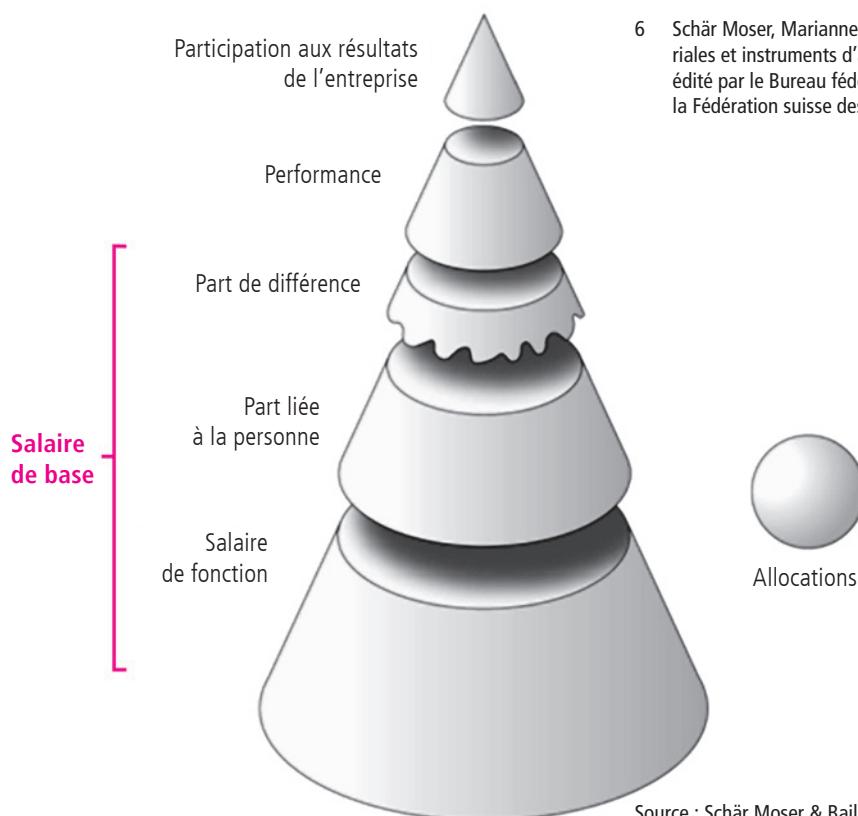 Participation aux résultats
de l’entreprise
6 Schär Moser, Marianne
riales et instruments d’
édité par le Bureau féd
la Fédération suisse des
Performance
Part de différence
Part liée
à la personne
Salaire
de base
Salaire
de fonction
Allocations
Source : Schär Moser & Bail